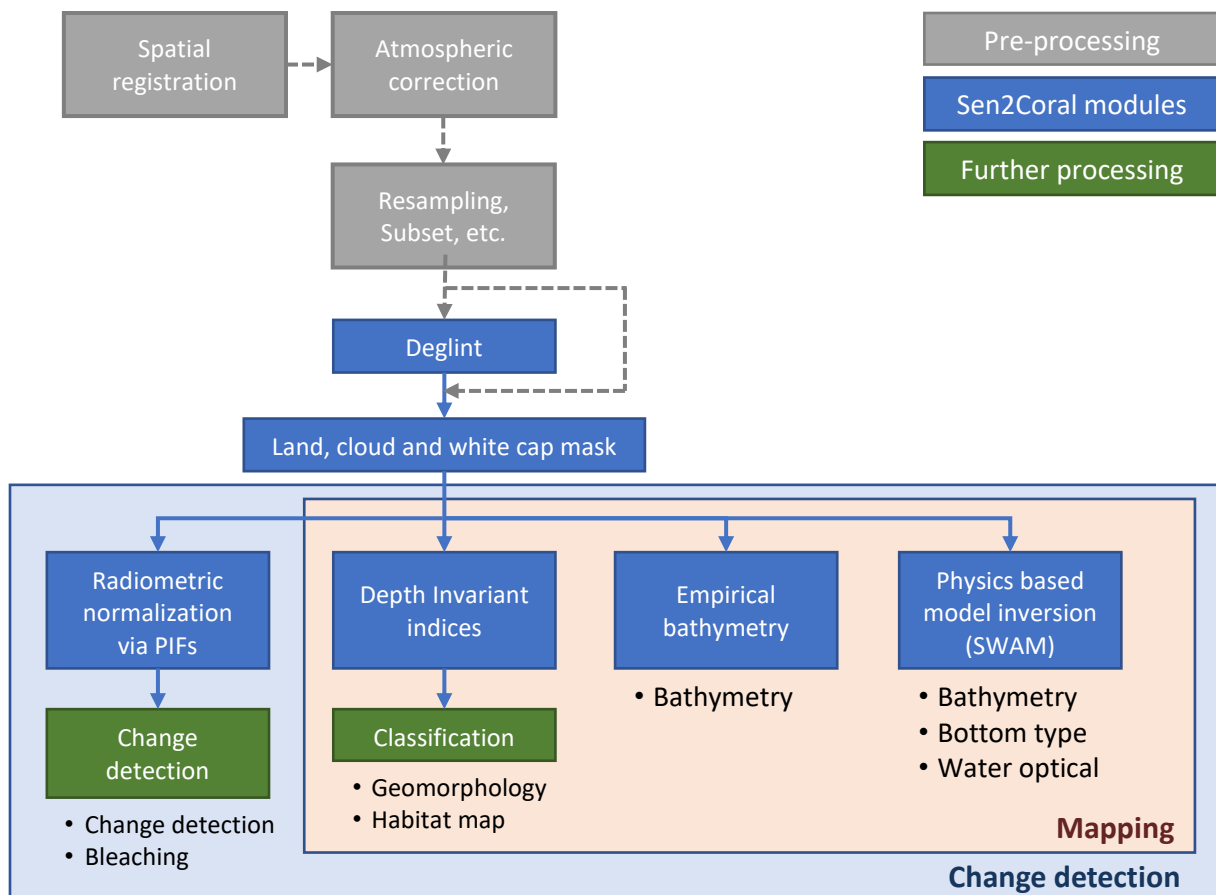 Spatial
registration
Atmospheric
correction
Pre-processing
Sen2Coral modules
Further processing
Resampling,
Subset, etc.
Deglint
Land, cloud and white cap mask
Radiometric
normalization
via PIFs
Depth Invariant
indices
Empirical
bathymetry
Physics based
model inversion
(SWAM)
Change
detection
• Change detection
• Bleaching
Classification
• Geomorphology
• Habitat map
• Bathymetry
• Bathymetry
• Bottom type
• Water optical
Mapping
Change detection